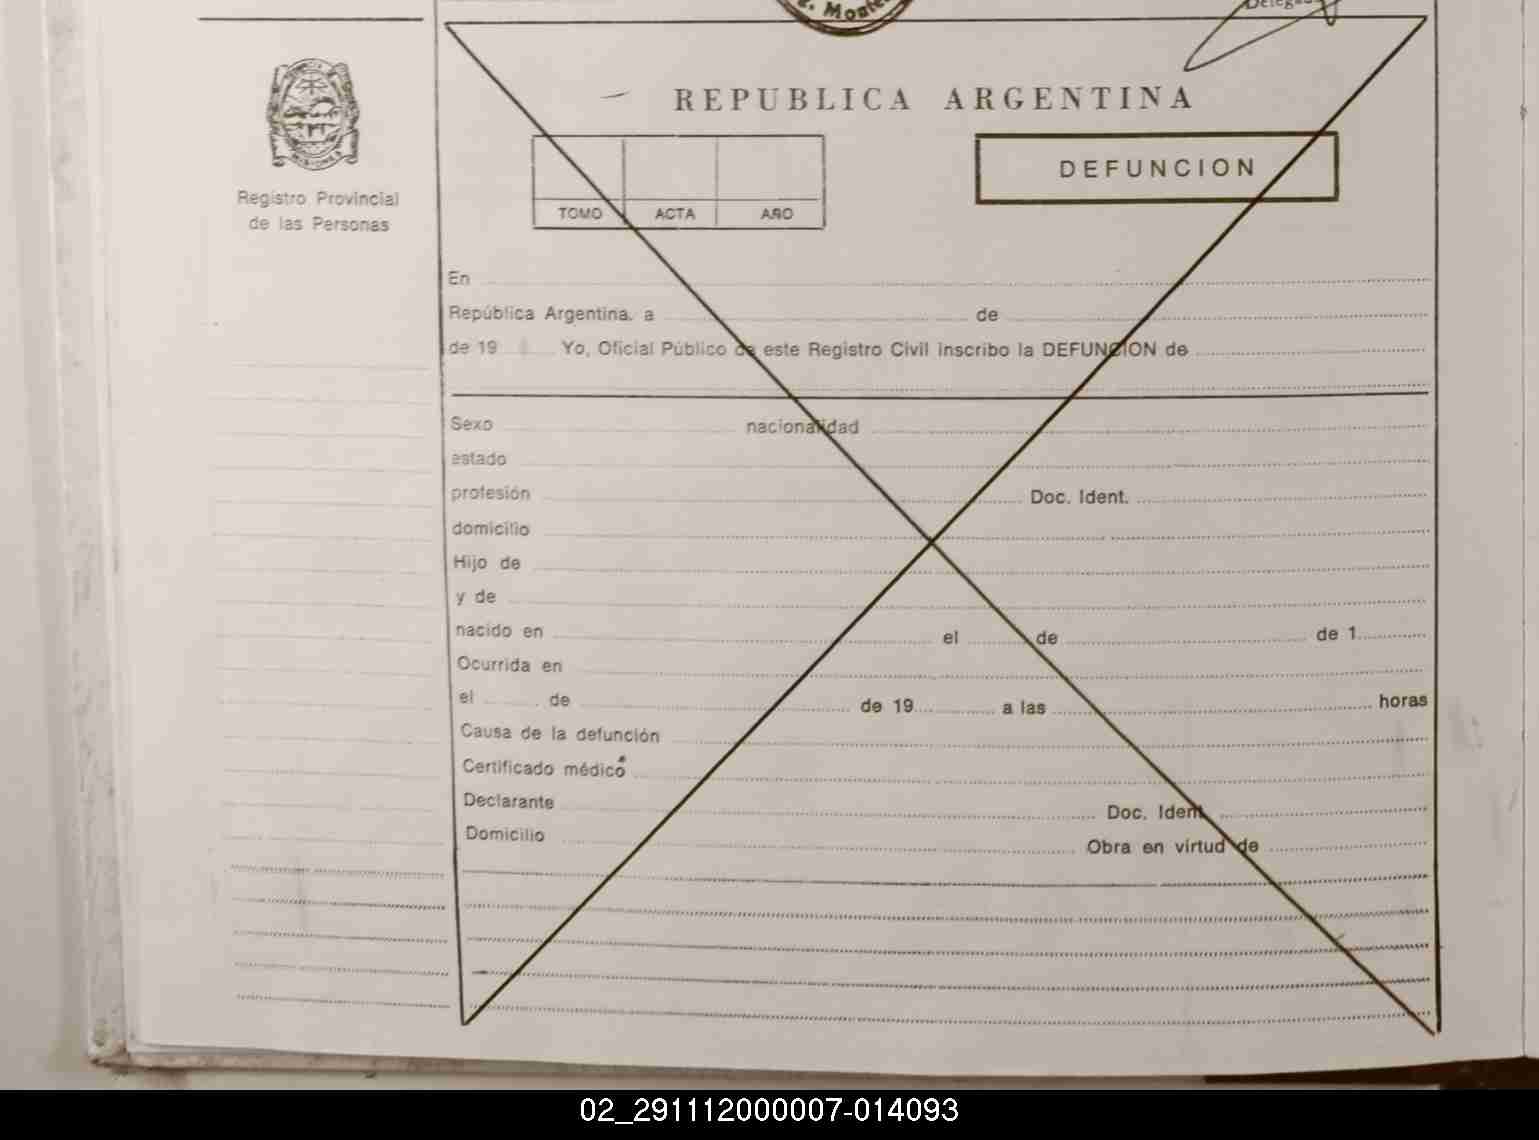 g. Monte
Delega
REPUBLICA ARGENTINA
MISIONES
Registro Provincial
de las Personas
TOMO ACTA AÑO
DEFUNCION
En
República Argentina, a de
de 19 Yo, Oficial Público de este Registro Civil inscribo la DEFUNCION de
Sexo nacionalidad
estado
profesión Doc. Ident.
domicilio
Hijo de
y de
nacido en el de de 1
Ocurrida en
el de de 19 a las horas
Causa de la defunción
Certificado médico
Declarante Doc. Ident.
Domicilio Obra en virtud de
02_291112000007-014093